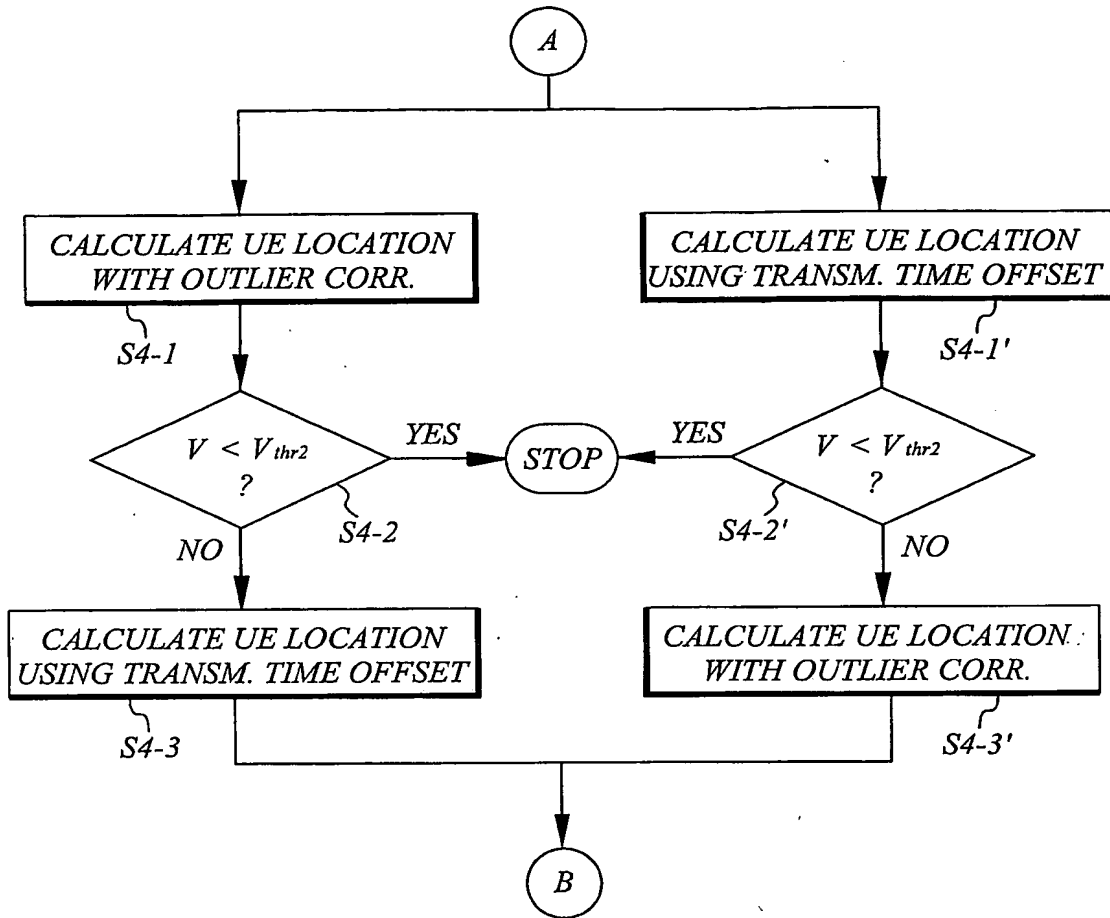 A
CALCULATE UE LOCATION
WITH OUTLIER CORR.
CALCULATE UE LOCATION
USING TRANSM. TIME OFFSET
S4-1
S4-1'
V < Vthr2
?
YES
STOP
YES
V < Vthr2
?
S4-2
S4-2'
NO
NO
CALCULATE UE LOCATION
USING TRANSM. TIME OFFSET
CALCULATE UE LOCATION
WITH OUTLIER CORR.
S4-3
S4-3'
B